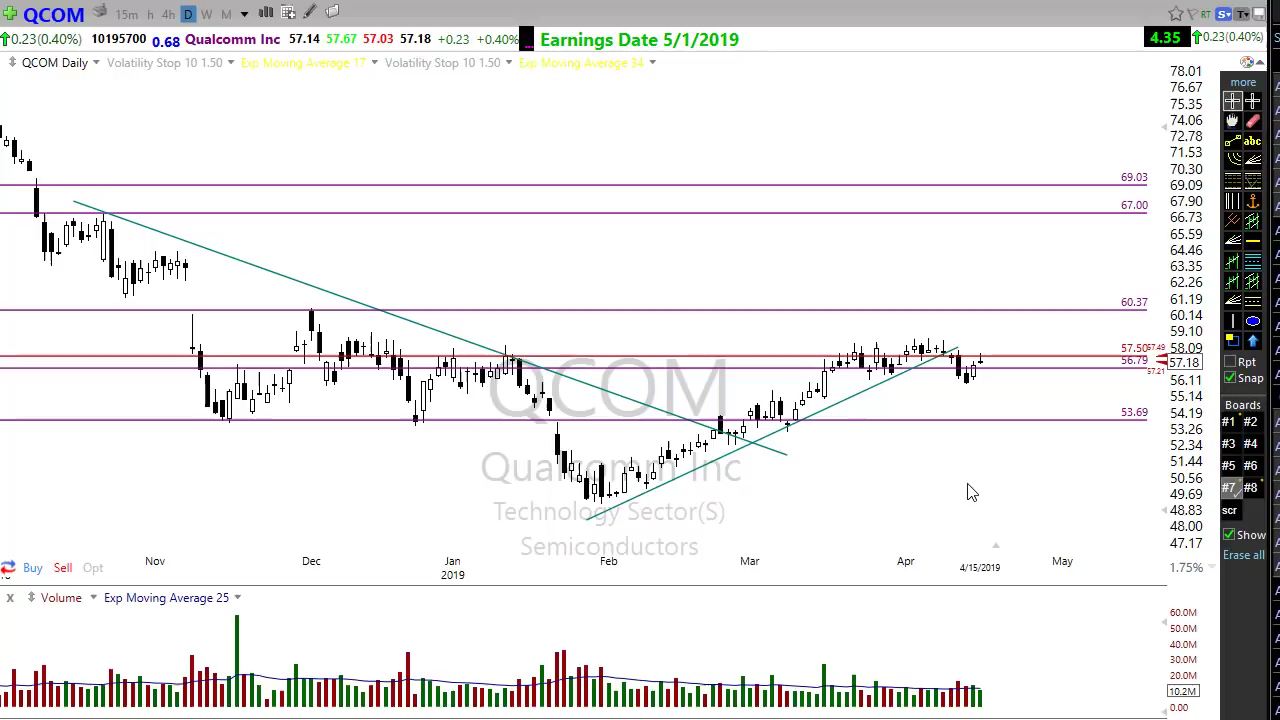 QCOM 15m h 4h D W M RT S T
0.23(0.40%) 10195700 0.68 Qualcomm Inc 57.14 57.67 57.03 57.18 +0.23 +0.40% Earnings Date 5/1/2019 4.35 0.23(0.40%)
QCOM Daily Volatility Stop 10 1.50 Exp Moving Average 17 Volatility Stop 10 1.50 Exp Moving Average 34
78.01
76.67
75.35
74.06
72.78
71.53
70.30
69.09
67.90
66.73
65.59
64.46
63.35
62.26
61.19
60.14
59.10
58.09
57.18
56.11
55.14
54.19
53.26
52.34
51.44
50.56
49.69
48.83
48.00
47.17
69.03
67.00
60.37
57.50
57.49
56.79
57.21
53.69
QCOM
Qualcomm Inc
Technology Sector(S)
Semiconductors
Nov Dec Jan Feb Mar Apr May
2019 4/15/2019
Buy Sell Opt 1.75%
x Volume Exp Moving Average 25
60.0M
50.0M
40.0M
30.0M
20.0M
10.2M
0.00
more
abc
Rpt
Snap
Boards
#1 #2
#3 #4
#5 #6
#7 #8
scr
Show
Erase all